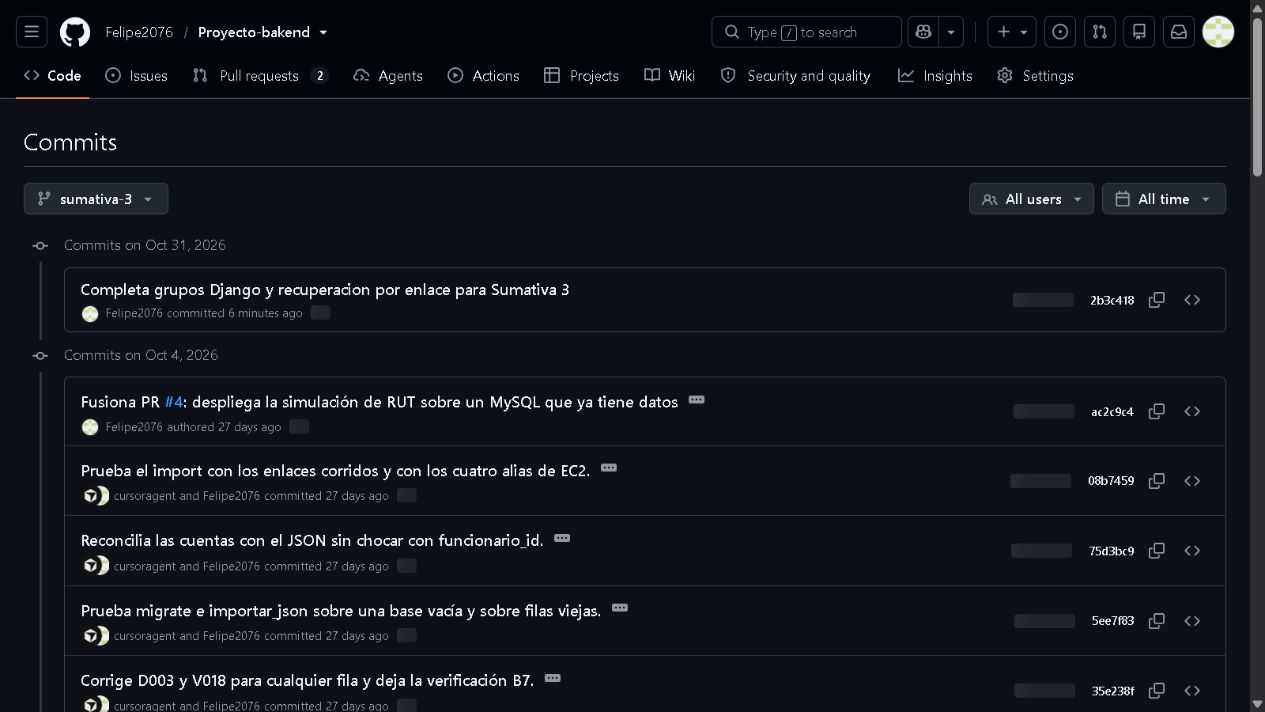 Felipe2076 / Proyecto-bakend
Type / to search
Code Issues Pull requests 2 Agents Actions Projects Wiki Security and quality Insights Settings
Commits
sumativa-3 All users All time
Commits on Oct 31, 2026
Completa grupos Django y recuperacion por enlace para Sumativa 3
Felipe2076 committed 6 minutes ago
2b3c418
Commits on Oct 4, 2026
Fusiona PR #4: despliega la simulación de RUT sobre un MySQL que ya tiene datos
Felipe2076 authored 27 days ago
ac2c9c4
Prueba el import con los enlaces corridos y con los cuatro alias de EC2.
cursoragent and Felipe2076 committed 27 days ago
08b7459
Reconcilia las cuentas con el JSON sin chocar con funcionario_id.
cursoragent and Felipe2076 committed 27 days ago
75d3bc9
Prueba migrate e importar_json sobre una base vacía y sobre filas viejas.
cursoragent and Felipe2076 committed 27 days ago
5ee7f83
Corrige D003 y V018 para cualquier fila y deja la verificación B7.
cursoragent and Felipe2076 committed 27 days ago
35e238f